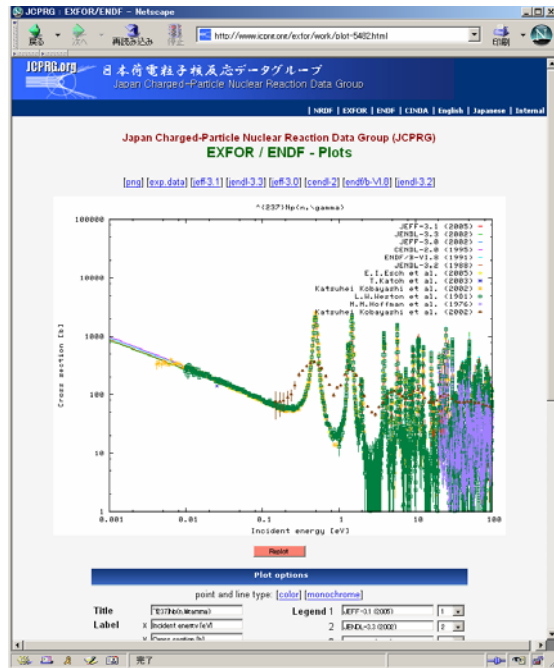 JCPRG : EXFOR/ENDF - Netscape
戻る 次へ 再読み込み 停止 http://www.jcprg.org/exfor/work/plot-5482.html 印刷
JCPRG.org 日本荷電粒子核反応データグループ
Japan Charged-Particle Nuclear Reaction Data Group
| NRDF | EXFOR | ENDF | CINDA | English | Japanese | Internal
Japan Charged-Particle Nuclear Reaction Data Group (JCPRG)
EXFOR / ENDF - Plots
[png] [exp.data] [jeff-3.1] [jendl-3.3] [jeff-3.0] [cendl-2] [endf/b-VI.8] [jendl-3.2]
^(237)Np(n,\gamma)
JEFF-3.1 (2005)
JENDL-3.3 (2002)
JEFF-3.0 (2002)
CENDL-2.0 (1995)
ENDF/B-VI.8 (1991)
JENDL-3.2 (1988)
E.I.Esch et al. (2005)
T.Katoh et al. (2003)
Katsuhei Kobayashi et al. (2002)
L.W.Weston et al. (1981)
M.M.Hoffman et al. (1976)
Katsuhei Kobayashi et al. (2002)
Cross section [b]
100000
10000
1000
100
10
1
0.001 0.01 0.1 1 10 100
Incident energy [eV]
Replot
Plot options
point and line type: [color] [monochrome]
Title ^(237)Np(n,\gamma) Legend 1 JEFF-3.1 (2005) 1
Label X Incident energy [eV] 2 JENDL-3.3 (2002) 2
Y Cross section [b]
完了